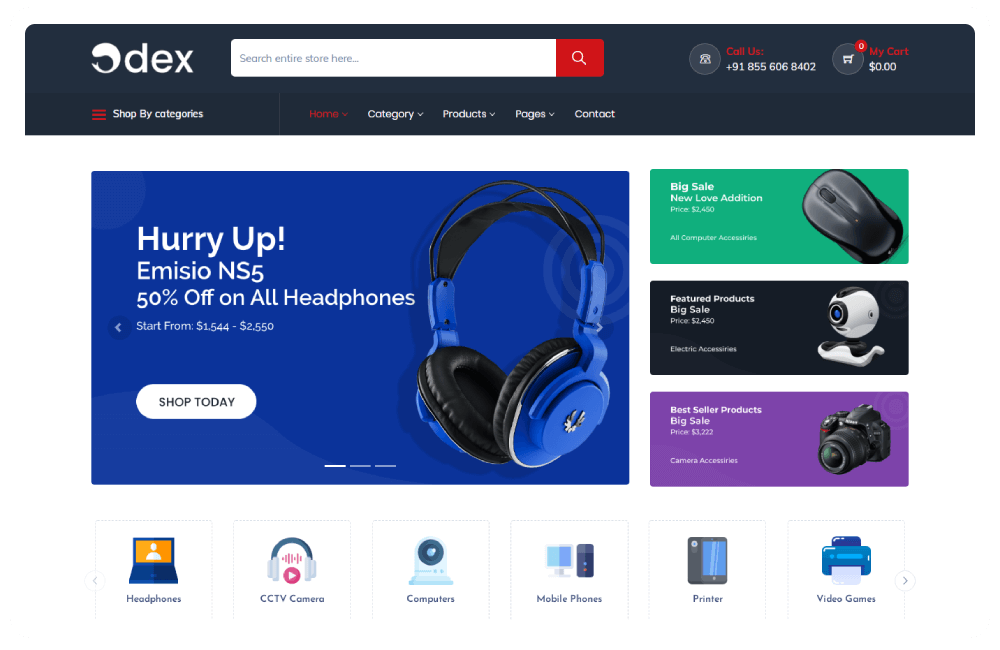 Odex
Search entire store here...
Call Us:
+91 855 606 8402
0
My Cart
$0.00
Shop By categories
Home
Category
Products
Pages
Contact
Hurry Up!
Emisio NS5
50% Off on All Headphones
Start From: $1,544 - $2,550
SHOP TODAY
Big Sale
New Love Addition
Price: $2,450
All Computer Accessiries
Featured Products
Big Sale
Price: $2,450
Electric Accessiries
Best Seller Products
Big Sale
Price: $3,222
Camera Accessiries
Headphones
CCTV Camera
Computers
Mobile Phones
Printer
Video Games